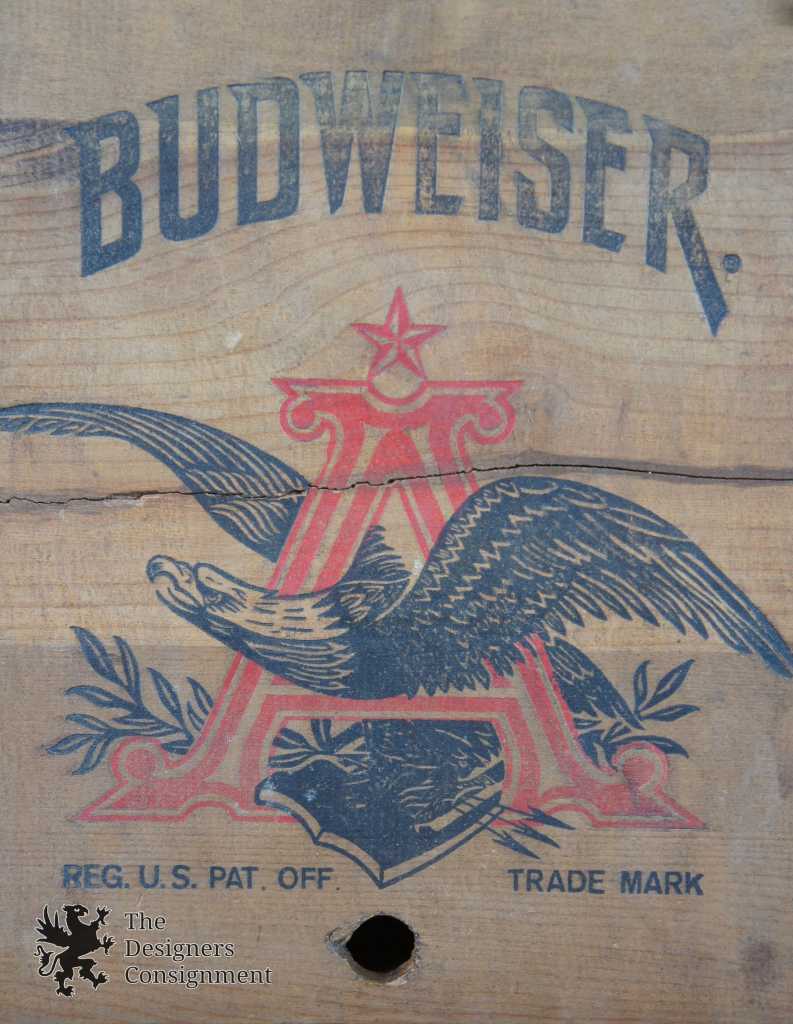 BUDWEISER.®
A
REG. U.S. PAT. OFF. TRADE MARK
The
Designers
Consignment